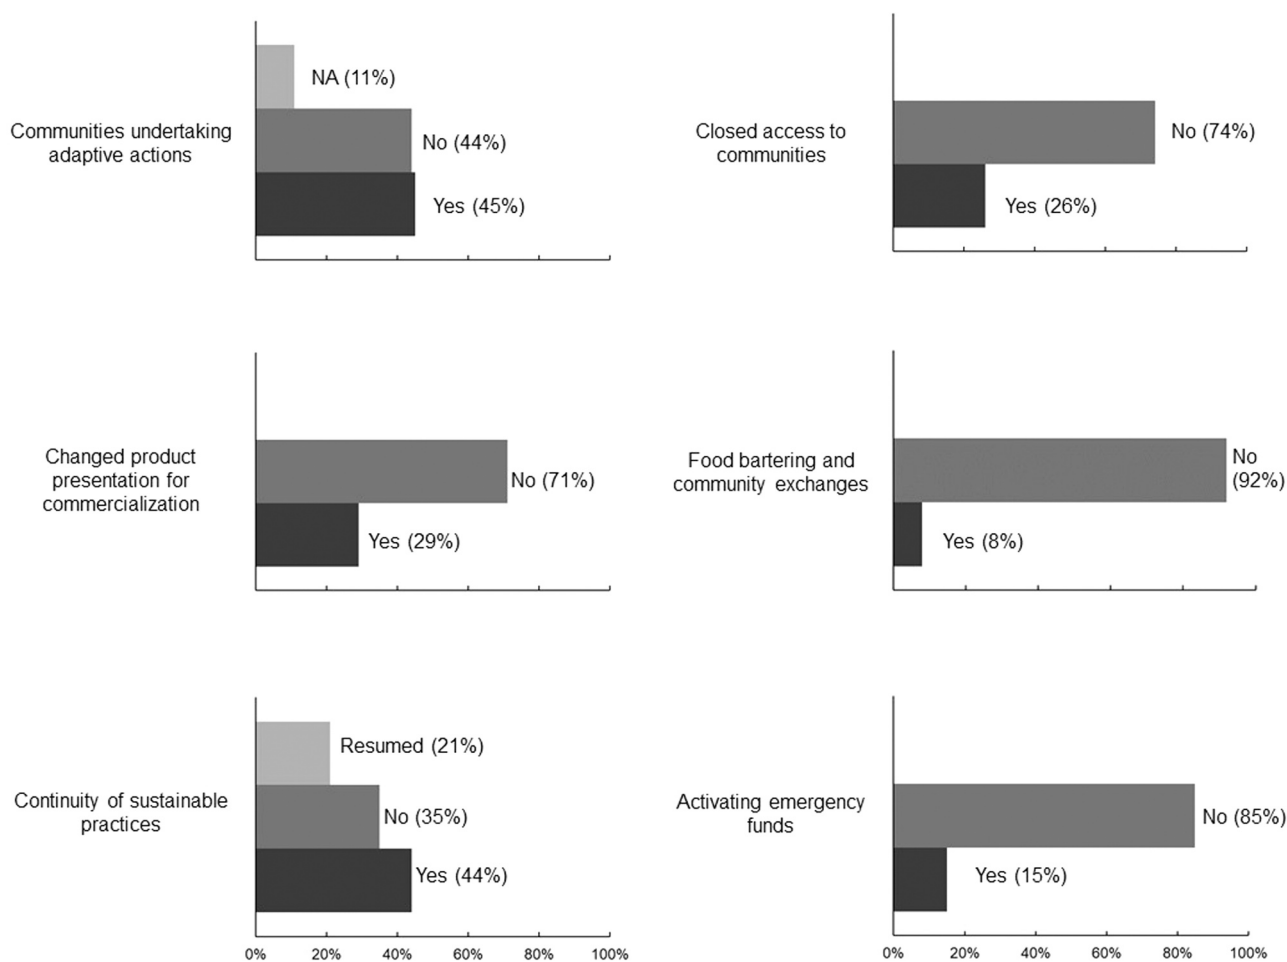 NA (11%)
Communities undertaking
adaptive actions
No (44%)
Yes (45%)
Closed access to
communities
No (74%)
Yes (26%)
Changed product
presentation for
commercialization
No (71%)
Yes (29%)
Food bartering and
community exchanges
No
(92%)
Yes (8%)
Resumed (21%)
Continuity of sustainable
practices
No (35%)
Yes (44%)
0% 20% 40% 60% 80% 100%
Activating emergency
funds
No (85%)
Yes (15%)
0% 20% 40% 60% 80% 100%